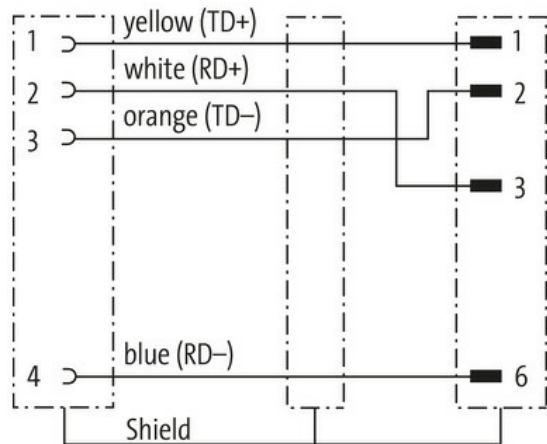 yellow (TD+)
1 1
white (RD+)
2 2
orange (TD–)
3
3
blue (RD–)
4 6
Shield